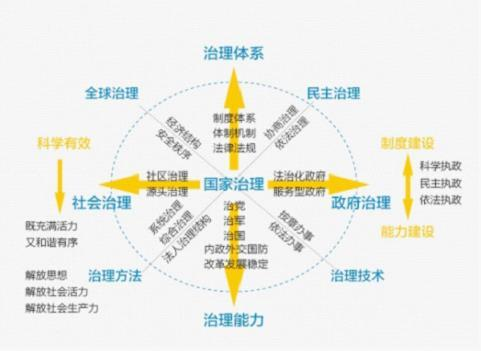 治理体系
全球治理
民主治理
经济结构
安全秩序
制度体系
体制机制
法律法规
协商治理
依法治理
科学有效
制度建设
社区治理
源头治理
国家治理
法治化政府
服务型政府
科学执政
民主执政
依法执政
社会治理
政府治理
既充满活力
又和谐有序
系统治理
综合治理
法人治理结构
治党
治军
治国
内政外交国防
改革发展稳定
按章办事
依法办事
能力建设
解放思想
解放社会活力
解放社会生产力
治理方法
治理技术
治理能力